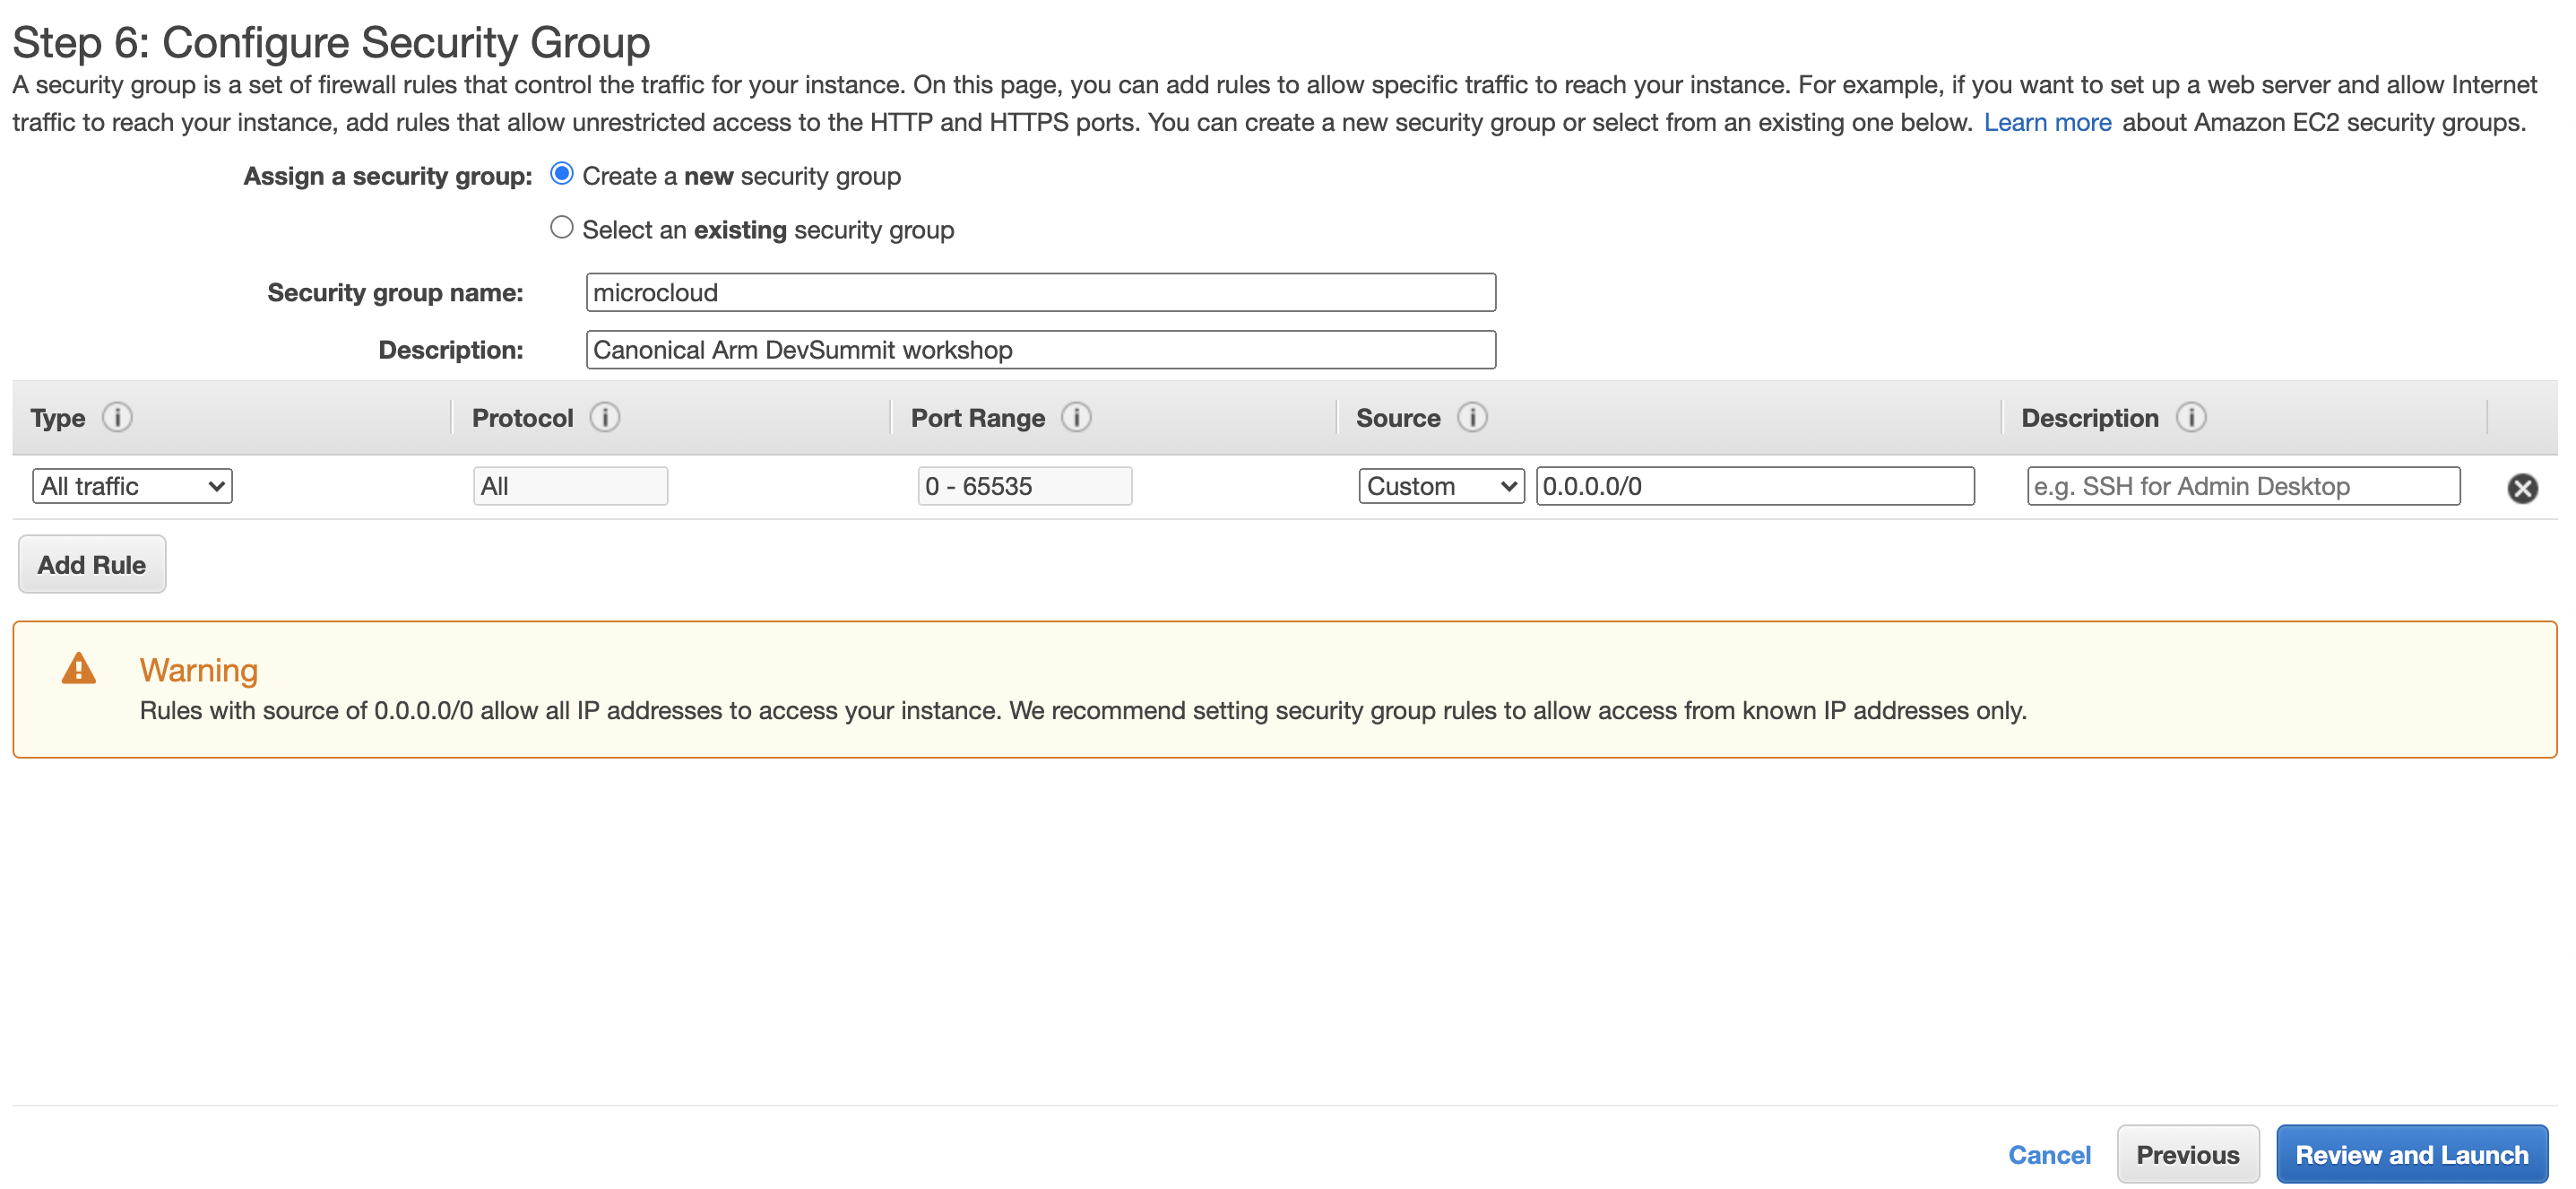 Step 6: Configure Security Group
A security group is a set of firewall rules that control the traffic for your instance. On this page, you can add rules to allow specific traffic to reach your instance. For example, if you want to set up a web server and allow Internet
traffic to reach your instance, add rules that allow unrestricted access to the HTTP and HTTPS ports. You can create a new security group or select from an existing one below. Learn more about Amazon EC2 security groups.
Assign a security group: Create a new security group
Select an existing security group
Security group name: microcloud
Description: Canonical Arm DevSummit workshop
Type i Protocol i Port Range i Source i Description i
All traffic All 0 - 65535 Custom 0.0.0.0/0 e.g. SSH for Admin Desktop
Add Rule
Warning
Rules with source of 0.0.0.0/0 allow all IP addresses to access your instance. We recommend setting security group rules to allow access from known IP addresses only.
Cancel Previous Review and Launch